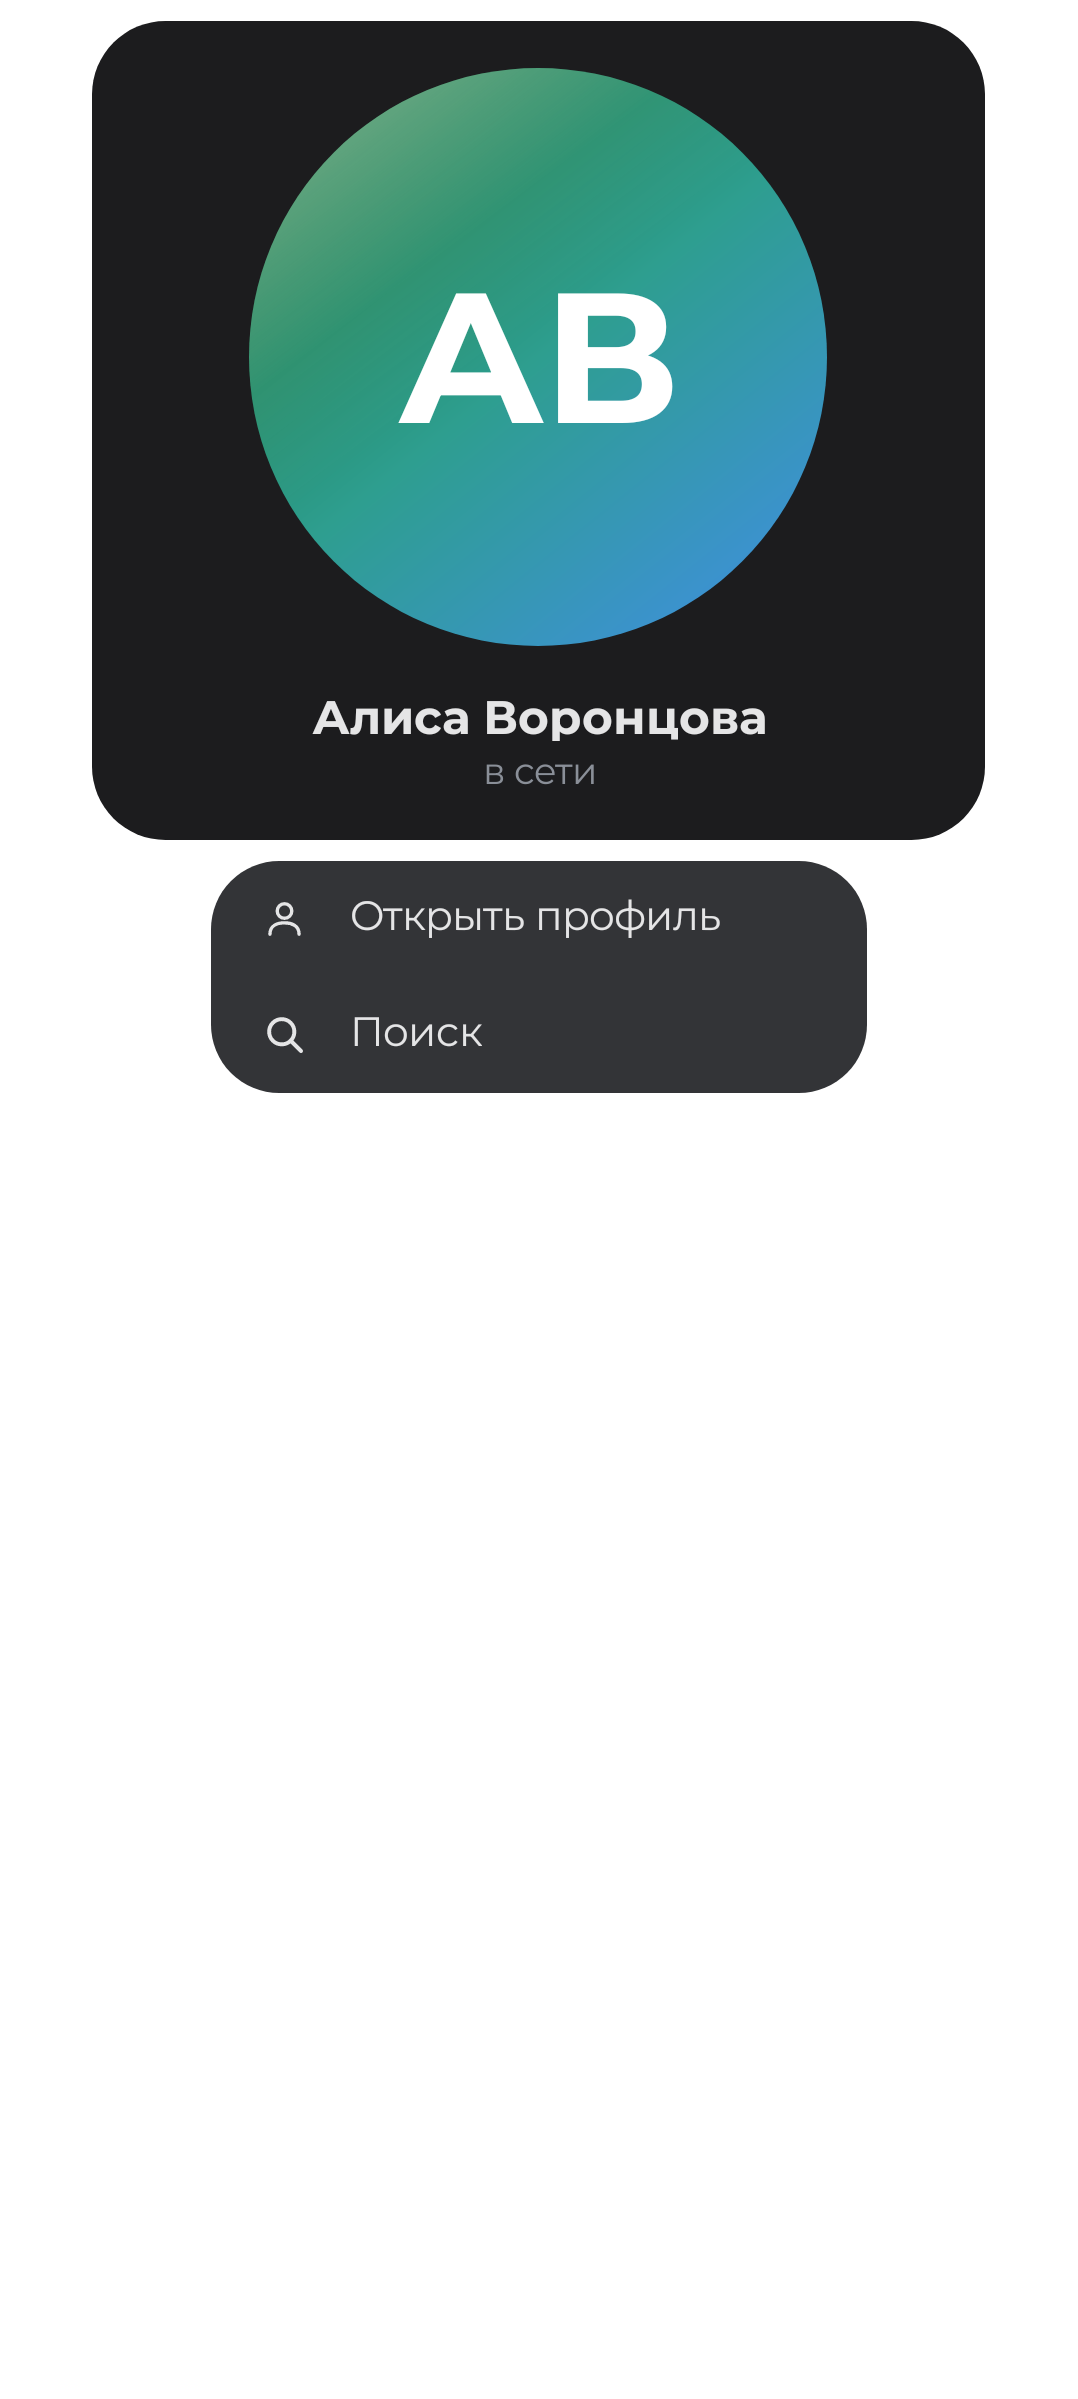 АВ
Алиса Воронцова
в сети
Открыть профиль
Поиск